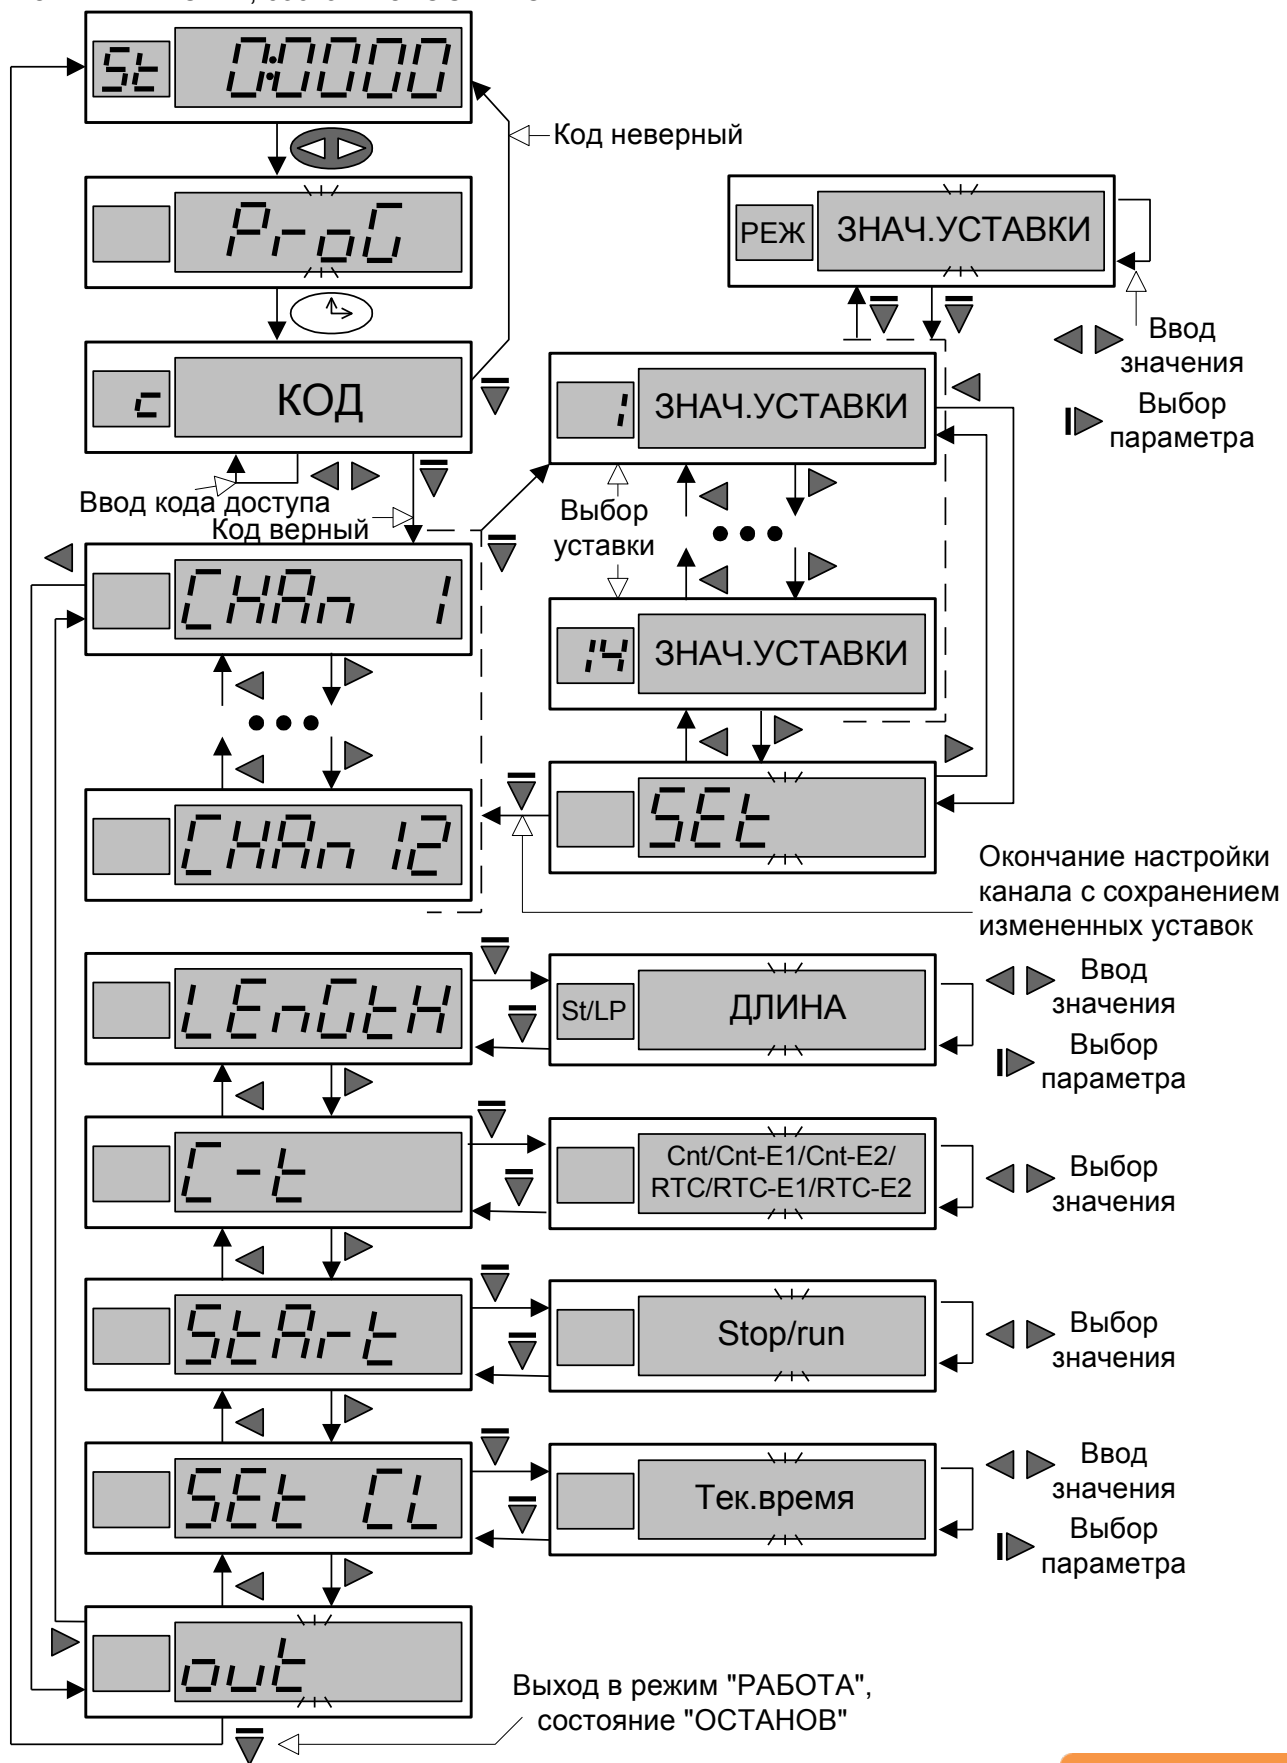 St 0:0000
Код неверный
ProG
РЕЖ ЗНАЧ.УСТАВКИ
Ввод
значения
Выбор
параметра
c КОД
1 ЗНАЧ.УСТАВКИ
Ввод кода доступа
Код верный
Выбор
уставки
CHAn 1
14 ЗНАЧ.УСТАВКИ
CHAn 12
SEt
Окончание настройки
канала с сохранением
измененных уставок
LEnGtH
St/LP ДЛИНА
Ввод
значения
Выбор
параметра
C-t
Cnt/Cnt-E1/Cnt-E2/
RTC/RTC-E1/RTC-E2
Выбор
значения
StArt
Stop/run
Выбор
значения
SEt CL
Тек.время
Ввод
значения
Выбор
параметра
out
Выход в режим "РАБОТА",
состояние "ОСТАНОВ"